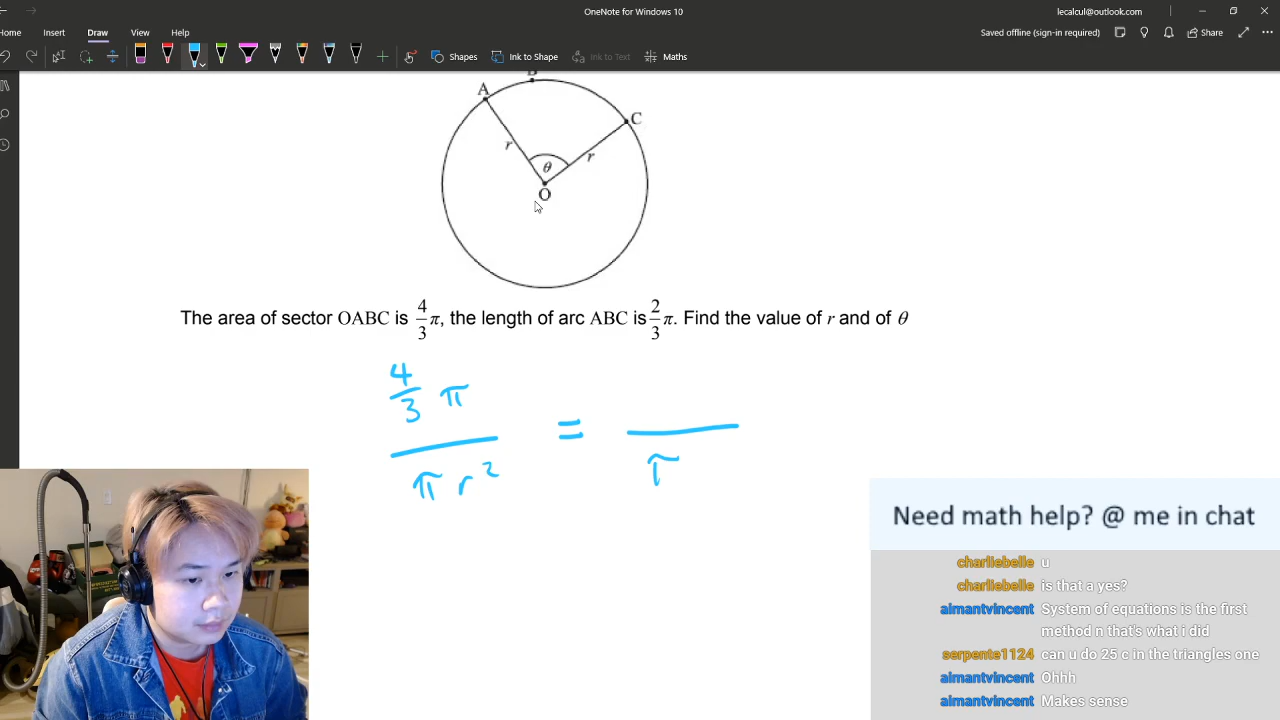 OneNote for Windows 10
lecalcul@outlook.com
Home Insert Draw View Help
Saved offline (sign-in required) Share
Shapes Ink to Shape Ink to Text Maths
B
A
C
r
r
θ
O
The area of sector OABC is 4/3 π, the length of arc ABC is 2/3 π. Find the value of r and of θ
4/3 π
=
π r²
π
Need math help? @ me in chat
charliebelle u
charliebelle is that a yes?
aimantvincent System of equations is the first
method n that's what i did
serpente1124 can u do 25 c in the triangles one
aimantvincent Ohhh
aimantvincent Makes sense